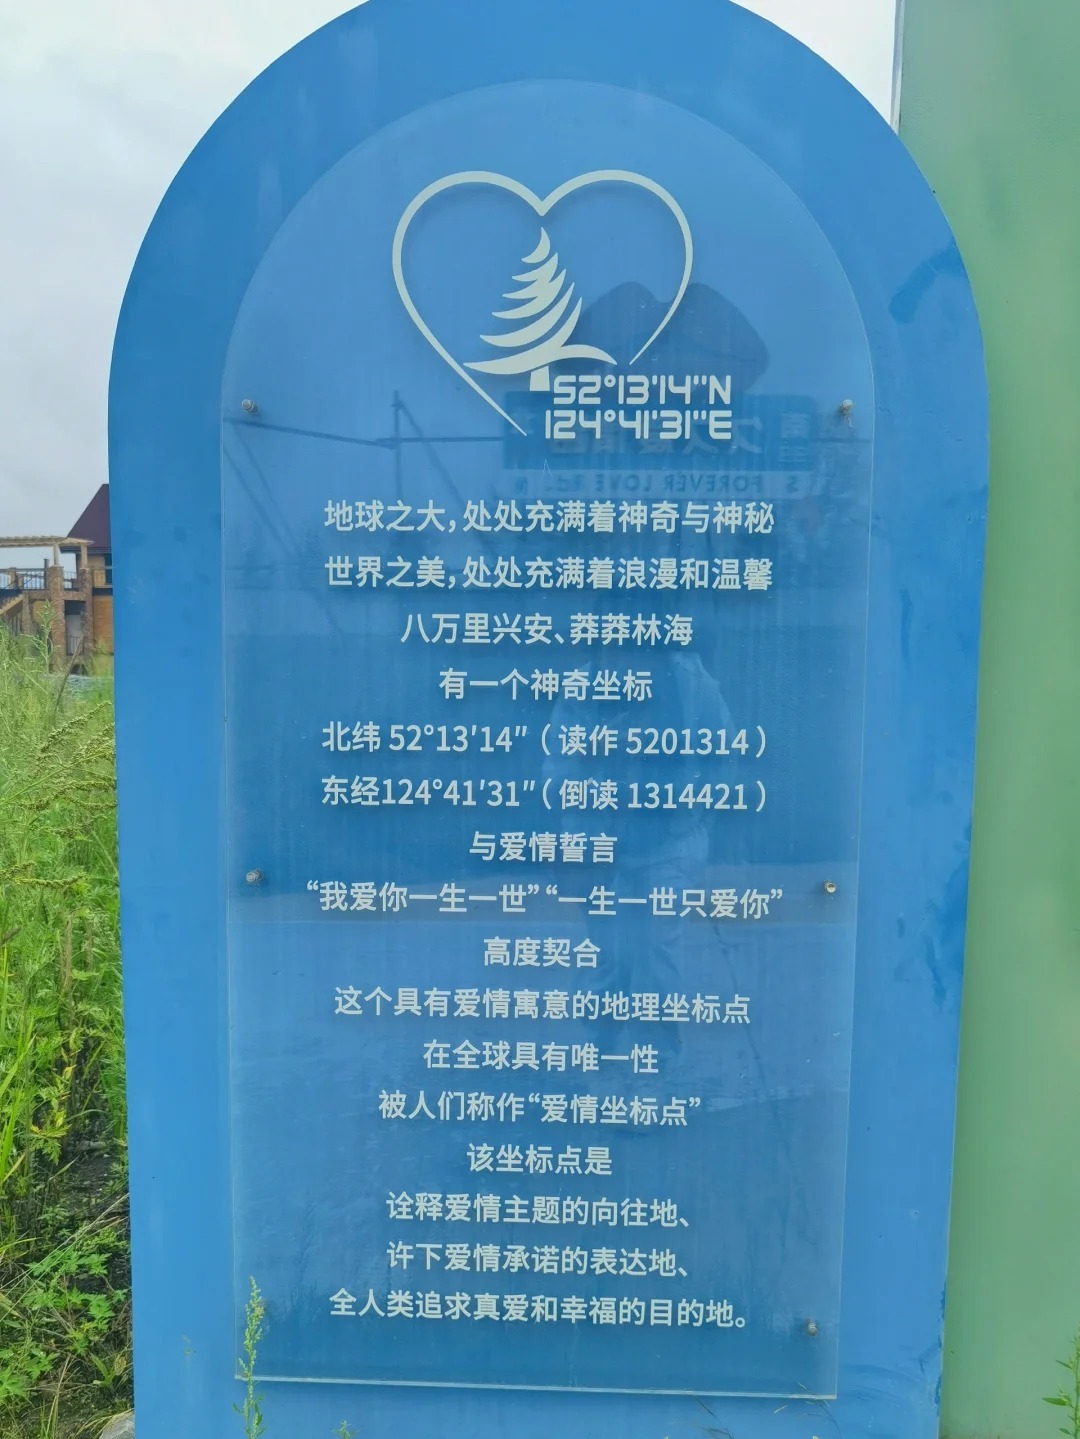 52°13'14"N
124°41'31"E
FOREVER LOVE
地球之大，处处充满着神奇与神秘
世界之美，处处充满着浪漫和温馨
八万里兴安、莽莽林海
有一个神奇坐标
北纬 52°13′14″（读作 5201314）
东经124°41′31″（倒读 1314421）
与爱情誓言
“我爱你一生一世”“一生一世只爱你”
高度契合
这个具有爱情寓意的地理坐标点
在全球具有唯一性
被人们称作“爱情坐标点”
该坐标点是
诠释爱情主题的向往地、
许下爱情承诺的表达地、
全人类追求真爱和幸福的目的地。